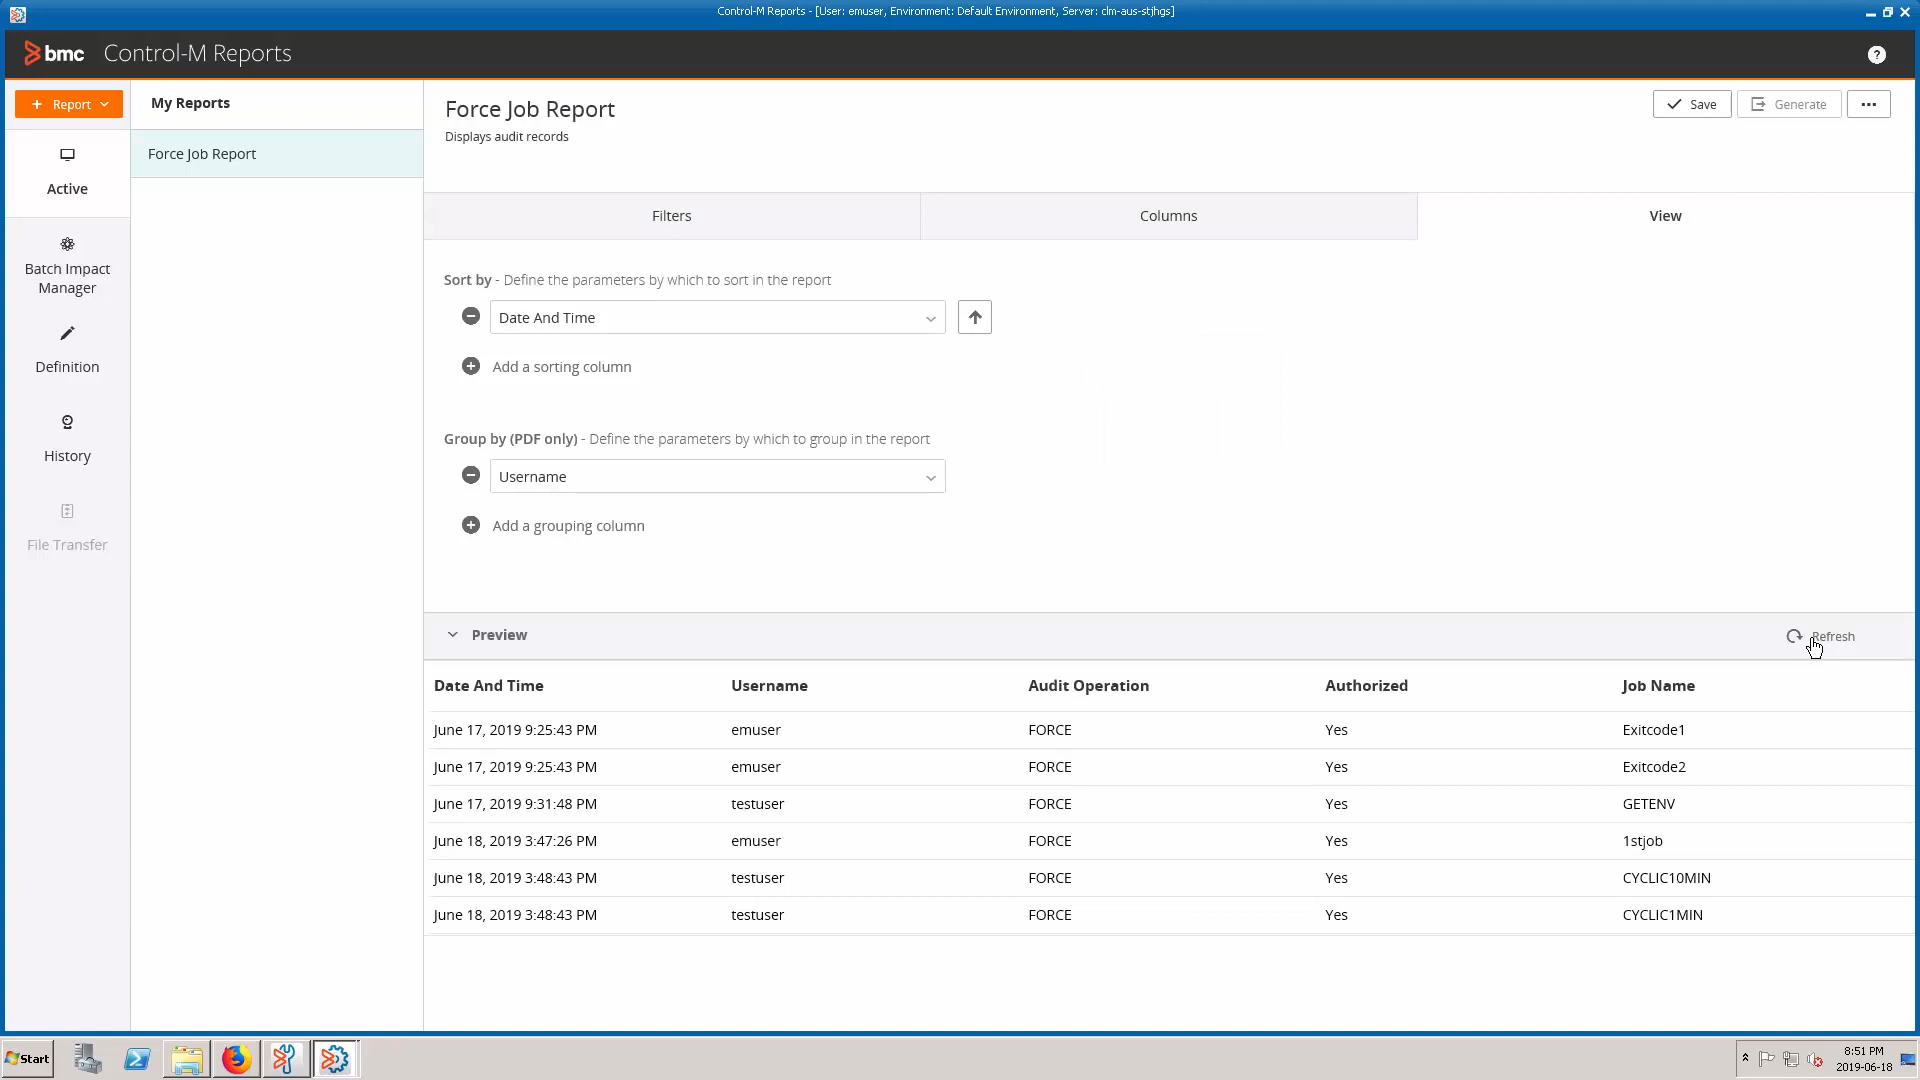 Control-M Reports - [User: emuser, Environment: Default Environment, Server: clm-aus-stjhgs]
bmc Control-M Reports ?
+ Report
My Reports
Force Job Report
Active
Batch Impact
Manager
Definition
History
File Transfer
Force Job Report
Displays audit records
Save
Generate
...
Filters
Columns
View
Sort by - Define the parameters by which to sort in the report
Date And Time
Add a sorting column
Group by (PDF only) - Define the parameters by which to group in the report
Username
Add a grouping column
Preview
Refresh
Date And Time Username Audit Operation Authorized Job Name
June 17, 2019 9:25:43 PM emuser FORCE Yes Exitcode1
June 17, 2019 9:25:43 PM emuser FORCE Yes Exitcode2
June 17, 2019 9:31:48 PM testuser FORCE Yes GETENV
June 18, 2019 3:47:26 PM emuser FORCE Yes 1stjob
June 18, 2019 3:48:43 PM testuser FORCE Yes CYCLIC10MIN
June 18, 2019 3:48:43 PM testuser FORCE Yes CYCLIC1MIN
Start
8:51 PM
2019-06-18